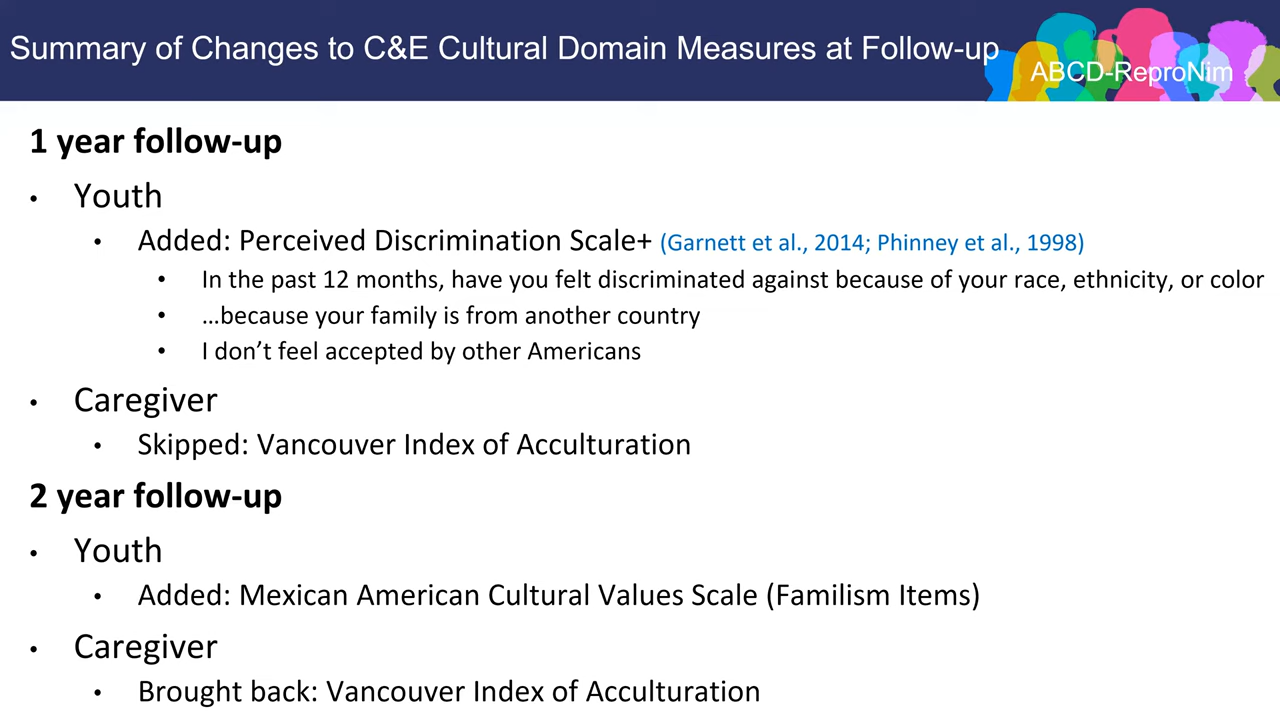 Summary of Changes to C&E Cultural Domain Measures at Follow-up
ABCD-ReproNim
1 year follow-up
• Youth
• Added: Perceived Discrimination Scale+ (Garnett et al., 2014; Phinney et al., 1998)
• In the past 12 months, have you felt discriminated against because of your race, ethnicity, or color
• …because your family is from another country
• I don’t feel accepted by other Americans
• Caregiver
• Skipped: Vancouver Index of Acculturation
2 year follow-up
• Youth
• Added: Mexican American Cultural Values Scale (Familism Items)
• Caregiver
• Brought back: Vancouver Index of Acculturation